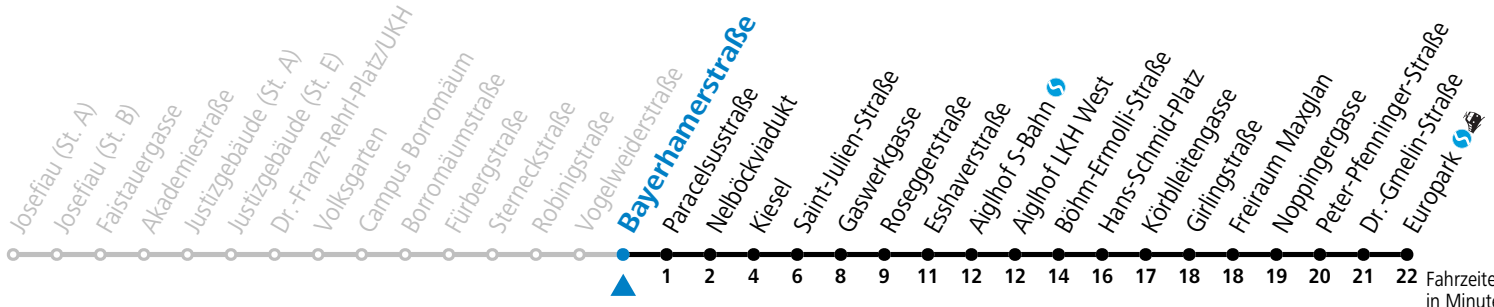 Josefiau (St. A)
Josefiau (St. B)
Faistauergasse
Akademiestraße
Justizgebäude (St. A)
Justizgebäude (St. E)
Dr.-Franz-Rehrl-Platz/UKH
Volksgarten
Campus Borromäum
Borromäumstraße
Fürbergstraße
Sterneckstraße
Robinigstraße
Vogelweiderstraße
Bayerhamerstraße
Paracelsusstraße
Nelböckviadukt
Kiesel
Saint-Julien-Straße
Gaswerkgasse
Roseggerstraße
Esshaverstraße
Aiglhof S-Bahn
Aiglhof LKH West
Böhm-Ermolli-Straße
Hans-Schmid-Platz
Körblleitengasse
Girlingstraße
Freiraum Maxglan
Noppingergasse
Peter-Pfenninger-Straße
Dr.-Gmelin-Straße
Europark
1 2 4 6 8 9 11 12 12 14 16 17 18 18 19 20 21 22
Fahrzeite
in Minute